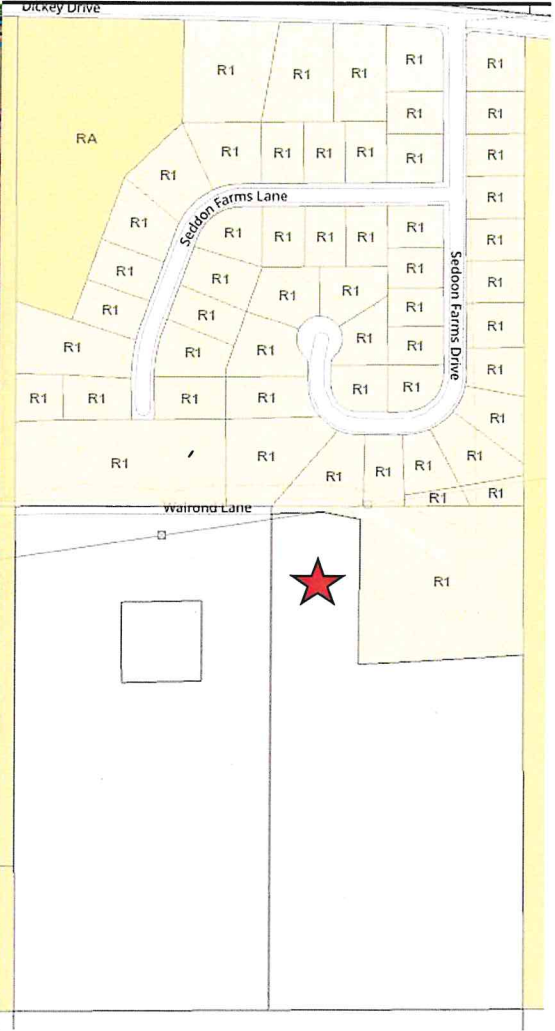 Dickey Drive
R1 R1 R1 R1 R1
R1 R1
RA
R1 R1 R1 R1 R1 R1
R1
Seddon Farms Lane
R1
R1 R1 R1 R1 R1 R1 R1
R1 R1 R1 R1
R1 R1 R1 R1 R1 R1
Sedoon Farms Drive
R1 R1 R1 R1 R1 R1
R1 R1 R1 R1 R1 R1 R1
R1 R1 R1 R1 R1 R1
R1 R1
Walrond Lane
R1